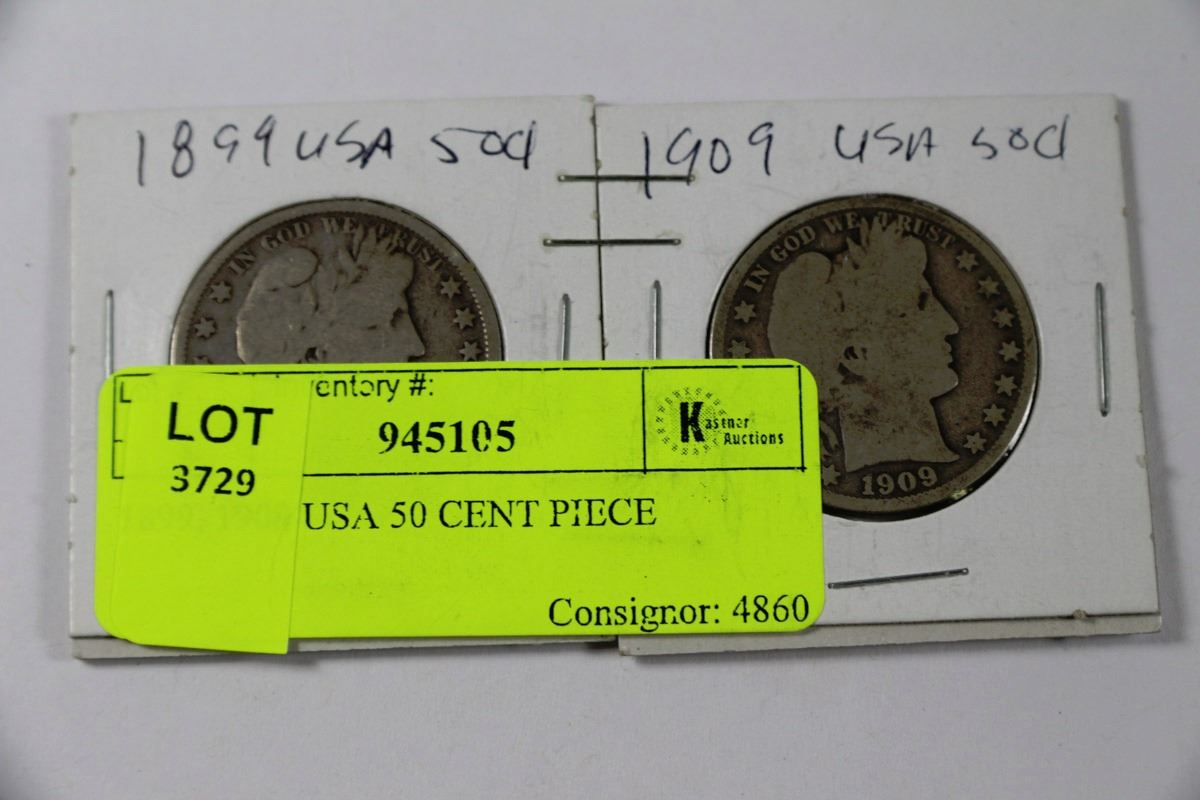 1899 USA 50¢
1909 USA 50¢
IN GOD WE TRUST
IN GOD WE TRUST
1909
entory #:
945105
Kastner
Auctions
LOT
3729
USA 50 CENT PIECE
Consignor: 4860